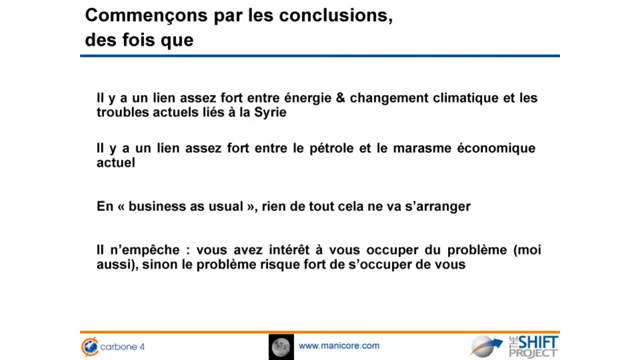 Commençons par les conclusions,
des fois que
Il y a un lien assez fort entre énergie & changement climatique et les
troubles actuels liés à la Syrie
Il y a un lien assez fort entre le pétrole et le marasme économique
actuel
En « business as usual », rien de tout cela ne va s’arranger
Il n’empêche : vous avez intérêt à vous occuper du problème (moi
aussi), sinon le problème risque fort de s’occuper de vous
carbone 4
www.manicore.com
THE SHIFT
PROJECT